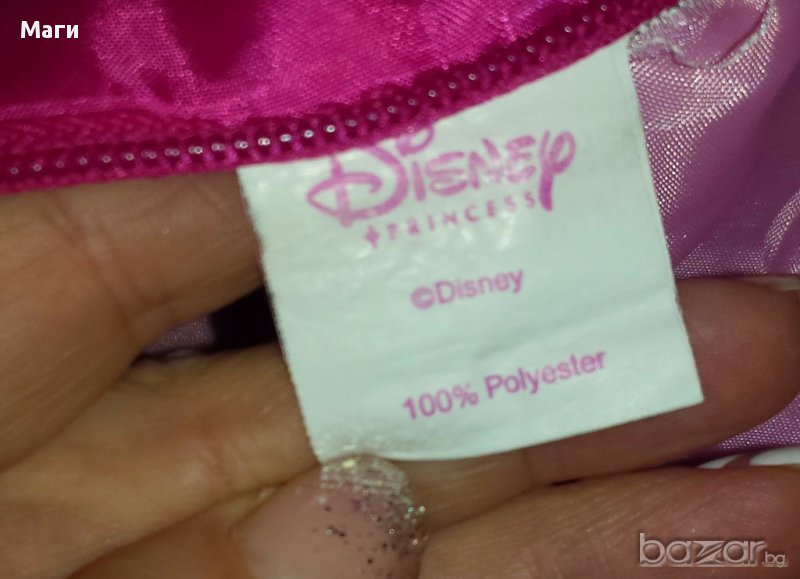 Маги
Disney
PRINCESS
©Disney
100% Polyester
bazar.bg